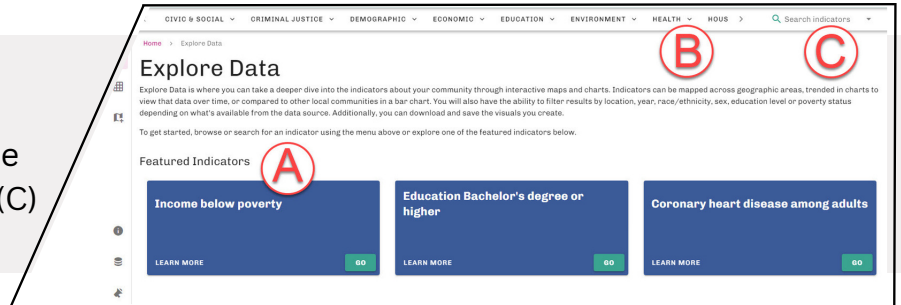 CIVIC & SOCIAL CRIMINAL JUSTICE DEMOGRAPHIC ECONOMIC EDUCATION ENVIRONMENT HEALTH HOUS > Search indicators
Home > Explore Data
B
C
Explore Data
Explore Data is where you can take a deeper dive into the indicators about your community through interactive maps and charts. Indicators can be mapped across geographic areas, trended in charts to
view that data over time, or compared to other local communities in a bar chart. You will also have the ability to filter results by location, year, race/ethnicity, sex, education level or poverty status
depending on what's available from the data source. Additionally, you can download and save the visuals you create.
To get started, browse or search for an indicator using the menu above or explore one of the featured indicators below.
e
(C)
Featured Indicators
A
Income below poverty
LEARN MORE GO
Education Bachelor's degree or
higher
LEARN MORE GO
Coronary heart disease among adults
LEARN MORE GO